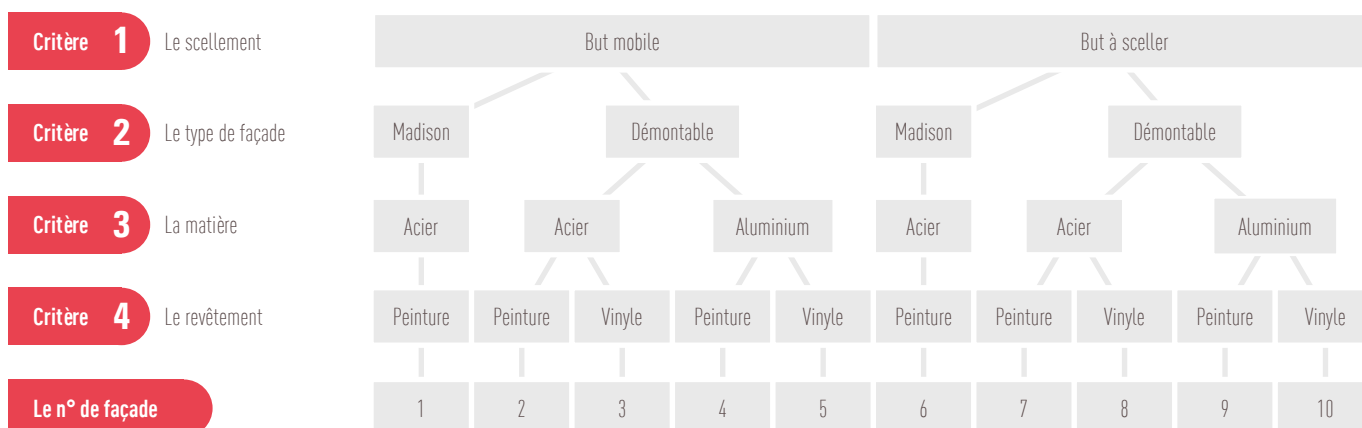 Critère 1 Le scellement But mobile But à sceller
Critère 2 Le type de façade Madison Démontable Madison Démontable
Critère 3 La matière Acier Acier Aluminium Acier Acier Aluminium
Critère 4 Le revêtement Peinture Peinture Vinyle Peinture Vinyle Peinture Peinture Vinyle Peinture Vinyle
Le n° de façade 1 2 3 4 5 6 7 8 9 10